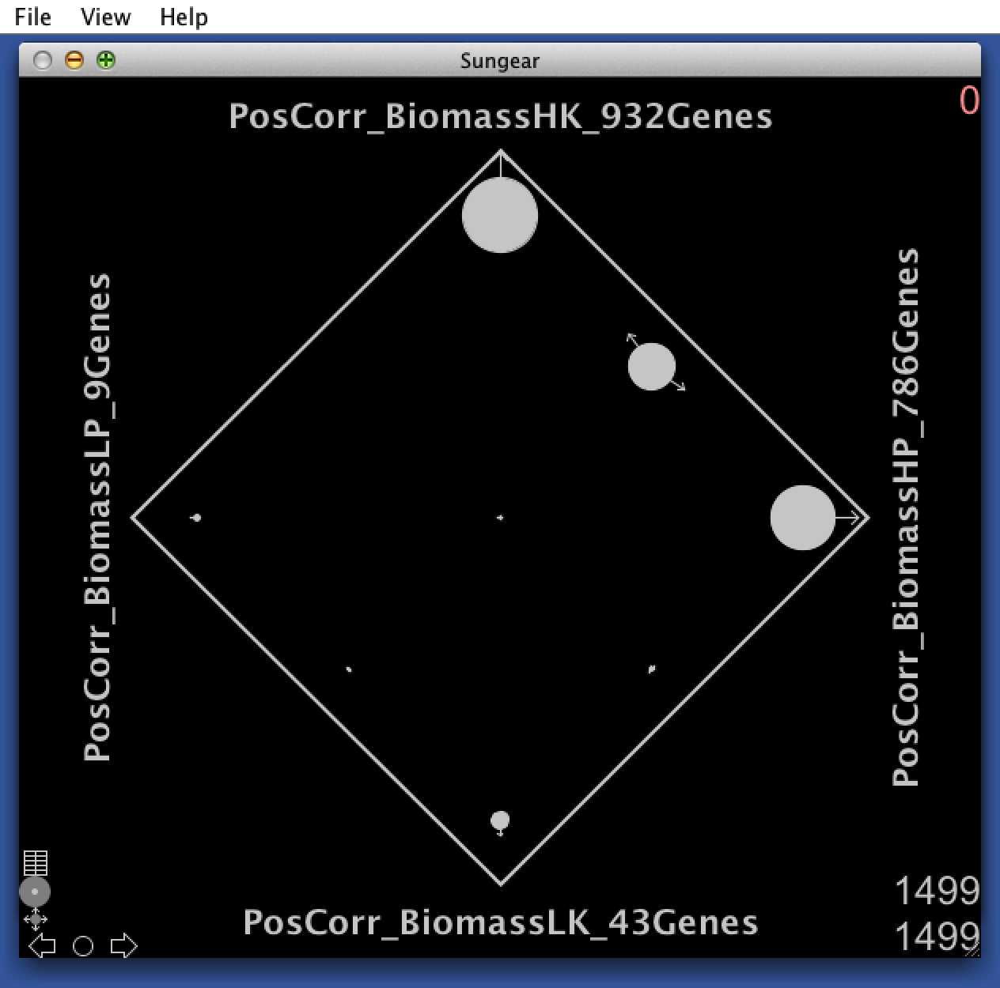 File View Help
Sungear
0
PosCorr_BiomassHK_932Genes
PosCorr_BiomassLP_9Genes
PosCorr_BiomassHP_786Genes
PosCorr_BiomassLK_43Genes
1499
1499